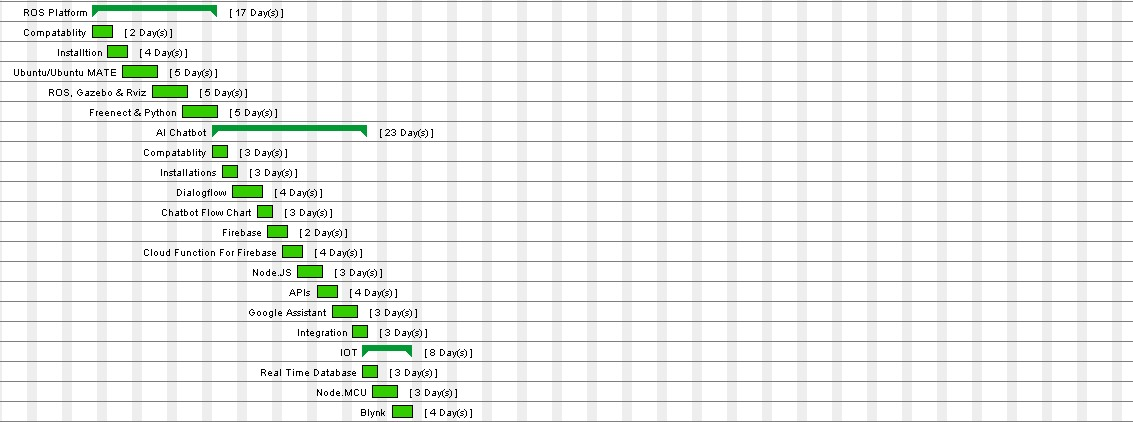 ROS Platform [ 17 Day(s) ]
Compatablity [ 2 Day(s) ]
Installtion [ 4 Day(s) ]
Ubuntu/Ubuntu MATE [ 5 Day(s) ]
ROS, Gazebo & Rviz [ 5 Day(s) ]
Freenect & Python [ 5 Day(s) ]
AI Chatbot [ 23 Day(s) ]
Compatablity [ 3 Day(s) ]
Installations [ 3 Day(s) ]
Dialogflow [ 4 Day(s) ]
Chatbot Flow Chart [ 3 Day(s) ]
Firebase [ 2 Day(s) ]
Cloud Function For Firebase [ 4 Day(s) ]
Node.JS [ 3 Day(s) ]
APIs [ 4 Day(s) ]
Google Assistant [ 3 Day(s) ]
Integration [ 3 Day(s) ]
IOT [ 8 Day(s) ]
Real Time Database [ 3 Day(s) ]
Node.MCU [ 3 Day(s) ]
Blynk [ 4 Day(s) ]